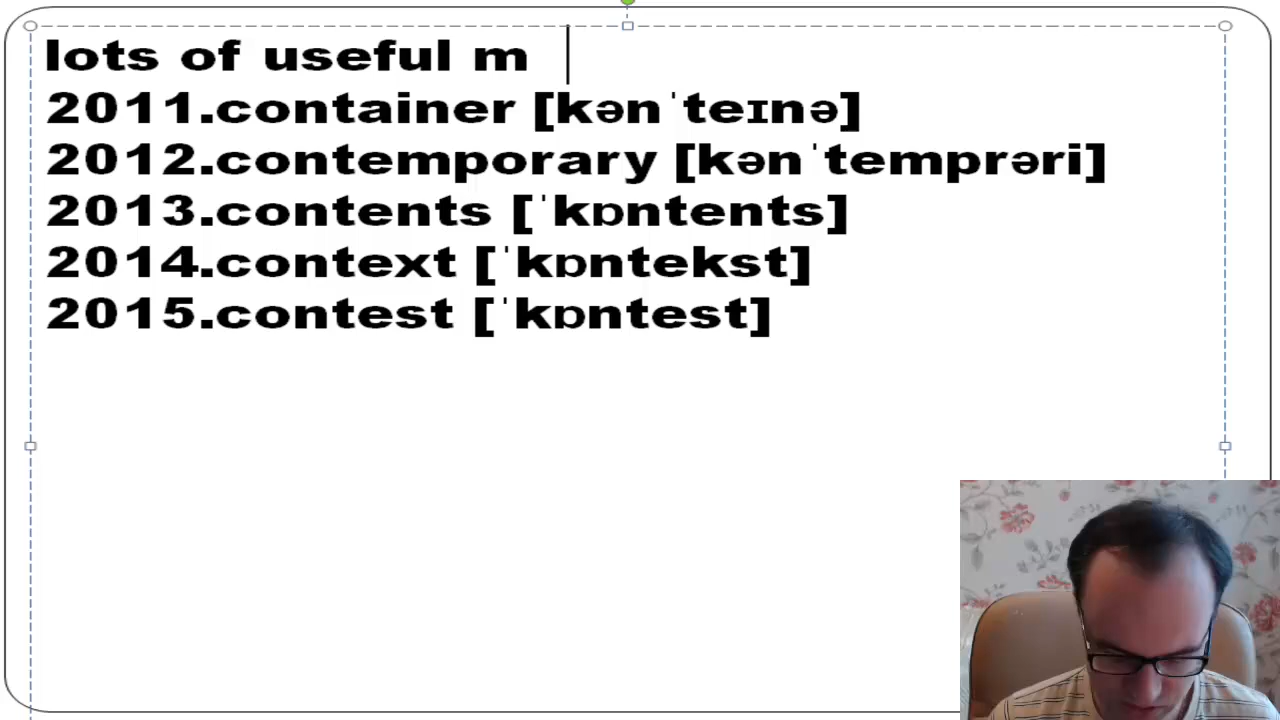 lots of useful m
2011.container [kənˈteɪnə]
2012.contemporary [kənˈtemprəri]
2013.contents [ˈkɒntents]
2014.context [ˈkɒntekst]
2015.contest [ˈkɒntest]